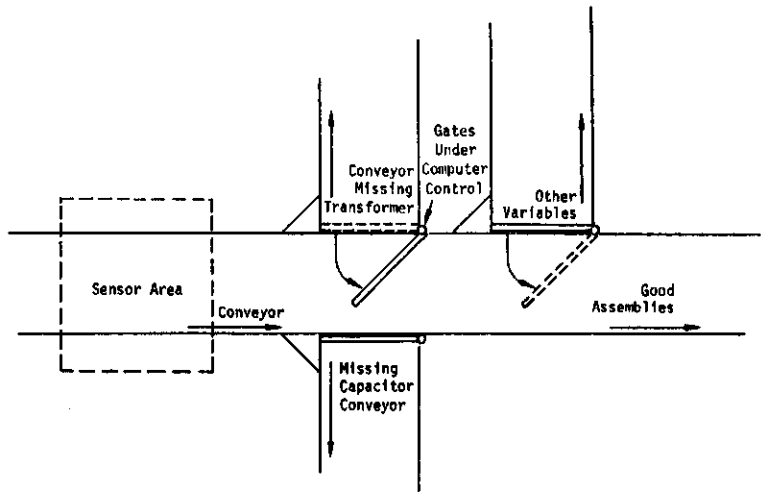 Gates
Under
Computer
Control
Conveyor
Missing
Transformer
Other
Variables
Sensor Area
Conveyor
Good
Assemblies
Missing
Capacitor
Conveyor